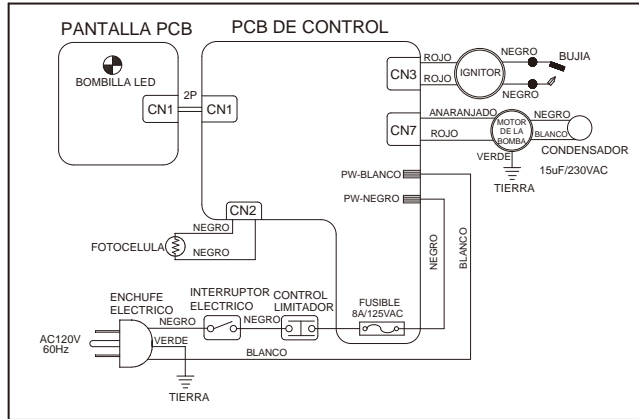 PANTALLA PCB
PCB DE CONTROL
BOMBILLA LED
CN1
2P
CN1
CN3
ROJO
ROJO
IGNITOR
NEGRO
NEGRO
BUJIA
CN7
ANARANJADO
ROJO
MOTOR
DE LA
BOMBA
NEGRO
BLANCO
CONDENSADOR
15uF/230VAC
VERDE
TIERRA
PW-BLANCO
PW-NEGRO
NEGRO
BLANCO
CN2
NEGRO
NEGRO
FOTOCELULA
ENCHUFE
ELECTRICO
INTERRUPTOR
ELECTRICO
CONTROL
LIMITADOR
FUSIBLE
8A/125VAC
NEGRO
NEGRO
AC120V
60Hz
VERDE
BLANCO
TIERRA